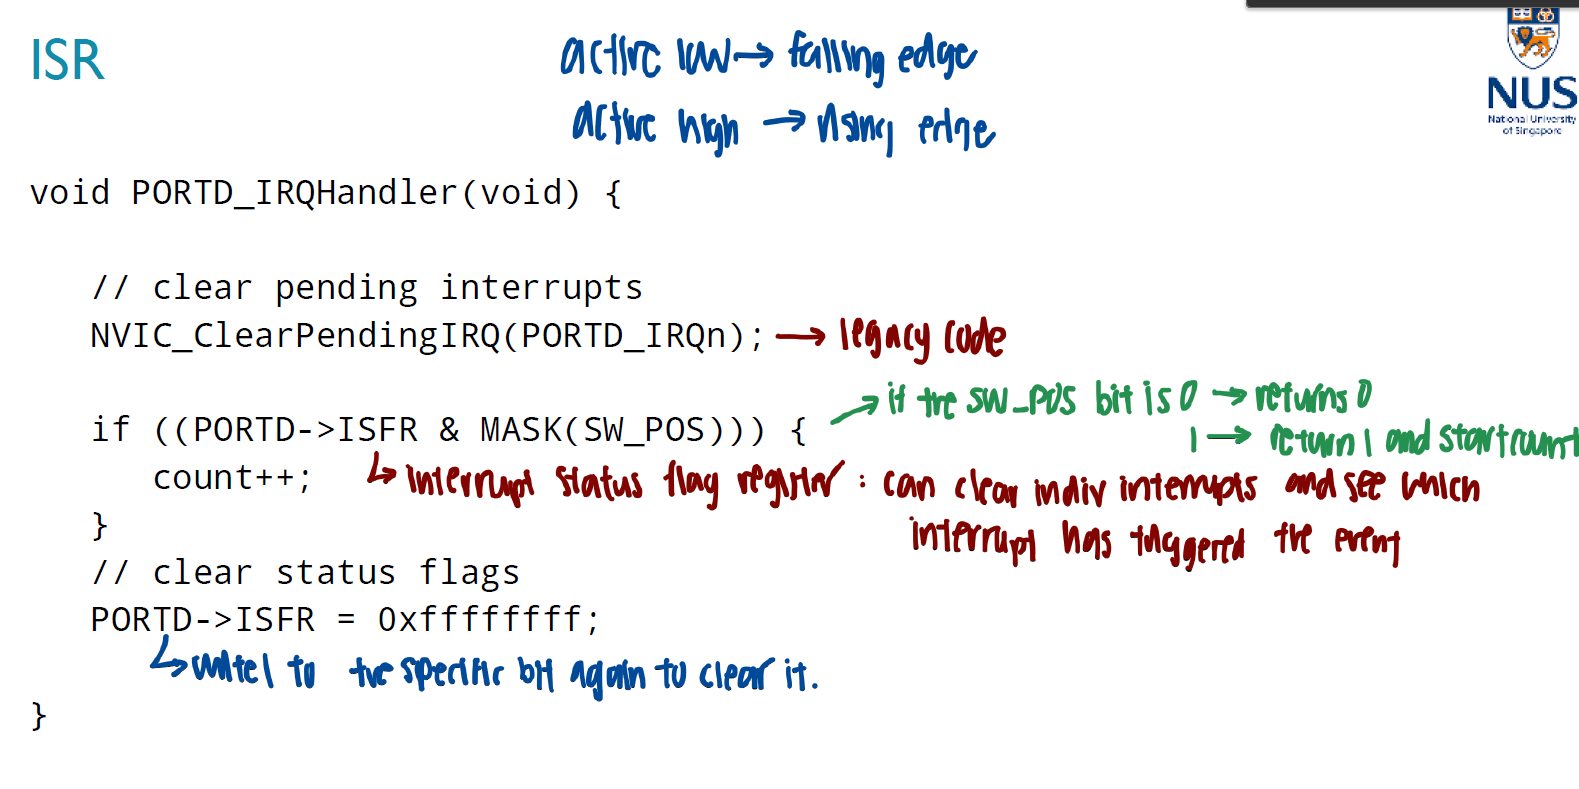 ISR
active low → falling edge
active high → rising edge
NUS
National University
of Singapore
void PORTD_IRQHandler(void) {
// clear pending interrupts
NVIC_ClearPendingIRQ(PORTD_IRQn); → legacy code
→ if the SW_POS bit is 0 → returns 0
if ((PORTD->ISFR & MASK(SW_POS))) {
1 → return 1 and start count
count++;
↳ interrupt status flag register : can clear indiv interrupts and see which
interrupt has triggered the event
}
// clear status flags
PORTD->ISFR = 0xffffffff;
↳ write 1 to the specific bit again to clear it.
}